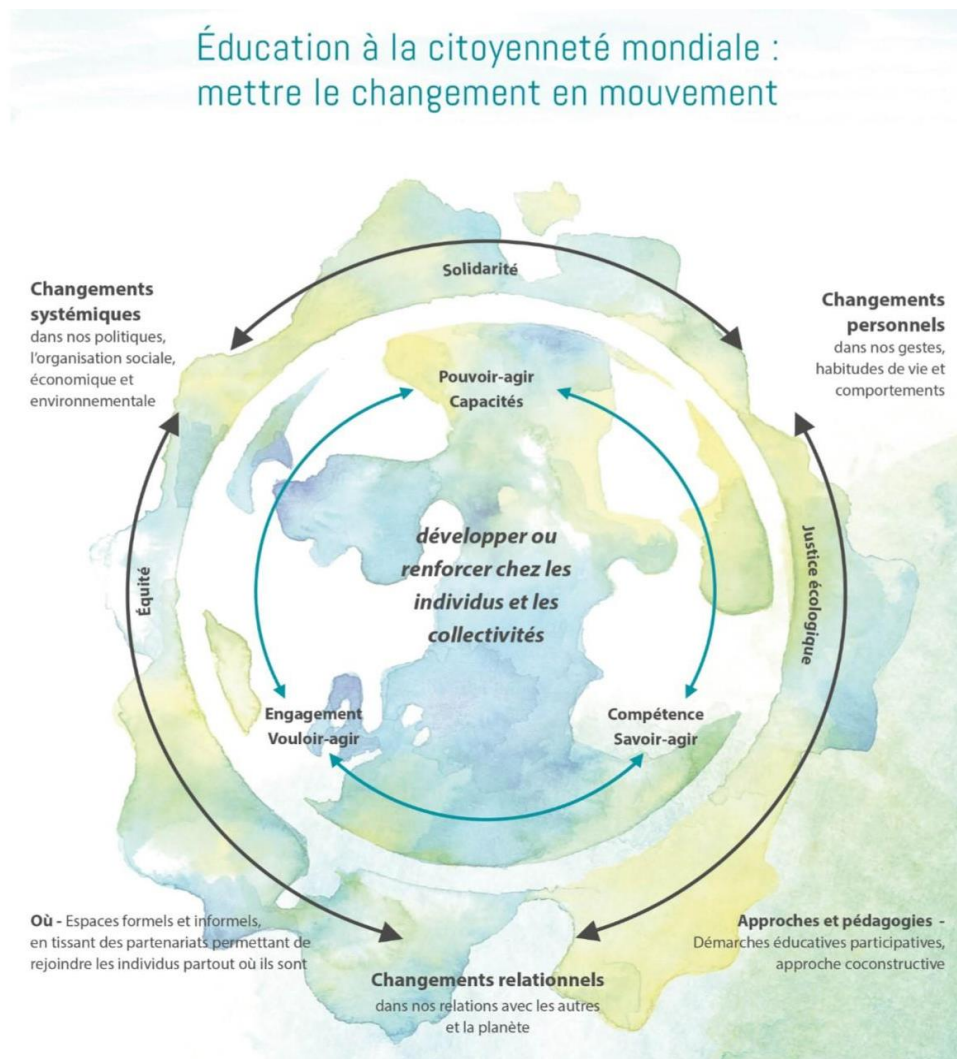 Éducation à la citoyenneté mondiale :
mettre le changement en mouvement
Solidarité
Changements
systémiques
dans nos politiques,
l'organisation sociale,
économique et
environnementale
Changements
personnels
dans nos gestes,
habitudes de vie et
comportements
Pouvoir-agir
Capacités
développer ou
renforcer chez les
individus et les
collectivités
Équité
Justice écologique
Engagement
Vouloir-agir
Compétence
Savoir-agir
Où - Espaces formels et informels,
en tissant des partenariats permettant de
rejoindre les individus partout où ils sont
Approches et pédagogies -
Démarches éducatives participatives,
approche coconstructive
Changements relationnels
dans nos relations avec les autres
et la planète